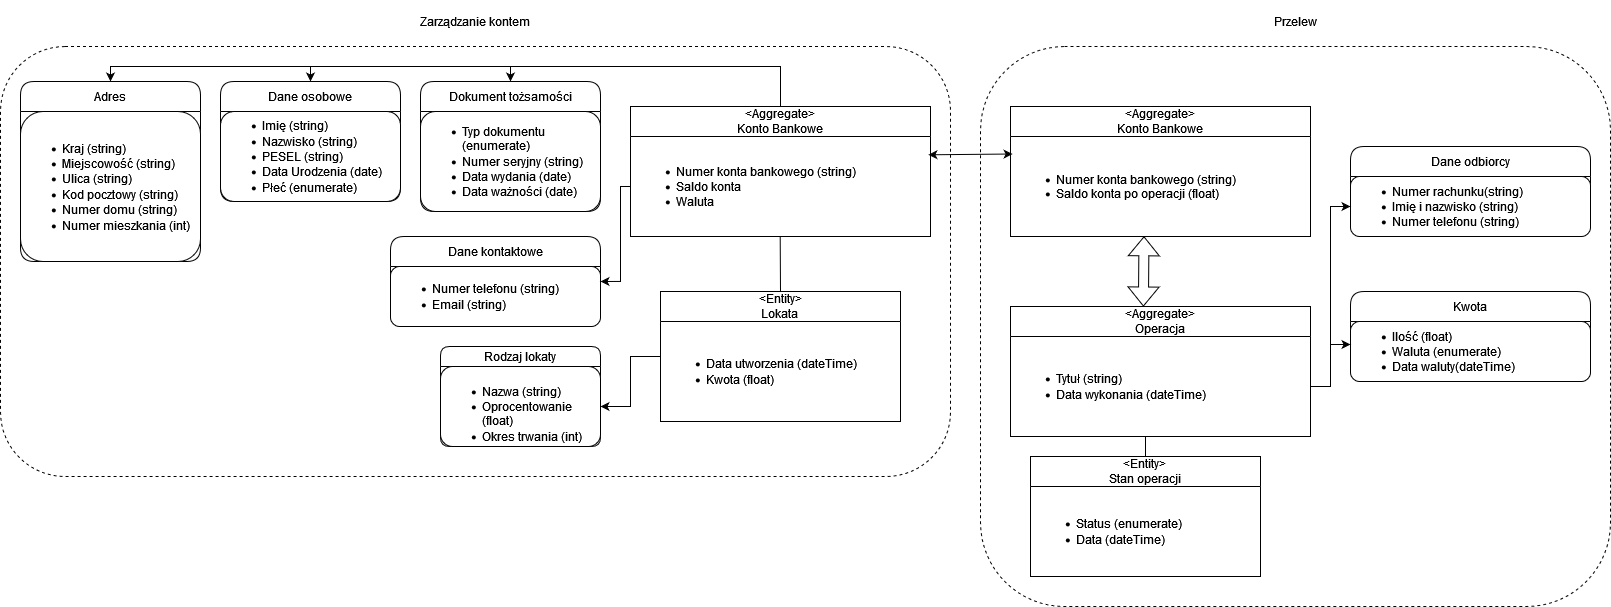 Zarządzanie kontem
Adres
Kraj (string)
Miejscowość (string)
Ulica (string)
Kod pocztowy (string)
Numer domu (string)
Numer mieszkania (int)
Dane osobowe
Imię (string)
Nazwisko (string)
PESEL (string)
Data Urodzenia (date)
Płeć (enumerate)
Dokument tożsamości
Typ dokumentu
(enumerate)
Numer seryjny (string)
Data wydania (date)
Data ważności (date)
<Aggregate>
Konto Bankowe
Numer konta bankowego (string)
Saldo konta
Waluta
Dane kontaktowe
Numer telefonu (string)
Email (string)
<Entity>
Lokata
Data utworzenia (dateTime)
Kwota (float)
Rodzaj lokaty
Nazwa (string)
Oprocentowanie
(float)
Okres trwania (int)
Przelew
<Aggregate>
Konto Bankowe
Numer konta bankowego (string)
Saldo konta po operacji (float)
Dane odbiorcy
Numer rachunku(string)
Imię i nazwisko (string)
Numer telefonu (string)
<Aggregate>
Operacja
Tytuł (string)
Data wykonania (dateTime)
Kwota
Ilość (float)
Waluta (enumerate)
Data waluty(dateTime)
<Entity>
Stan operacji
Status (enumerate)
Data (dateTime)